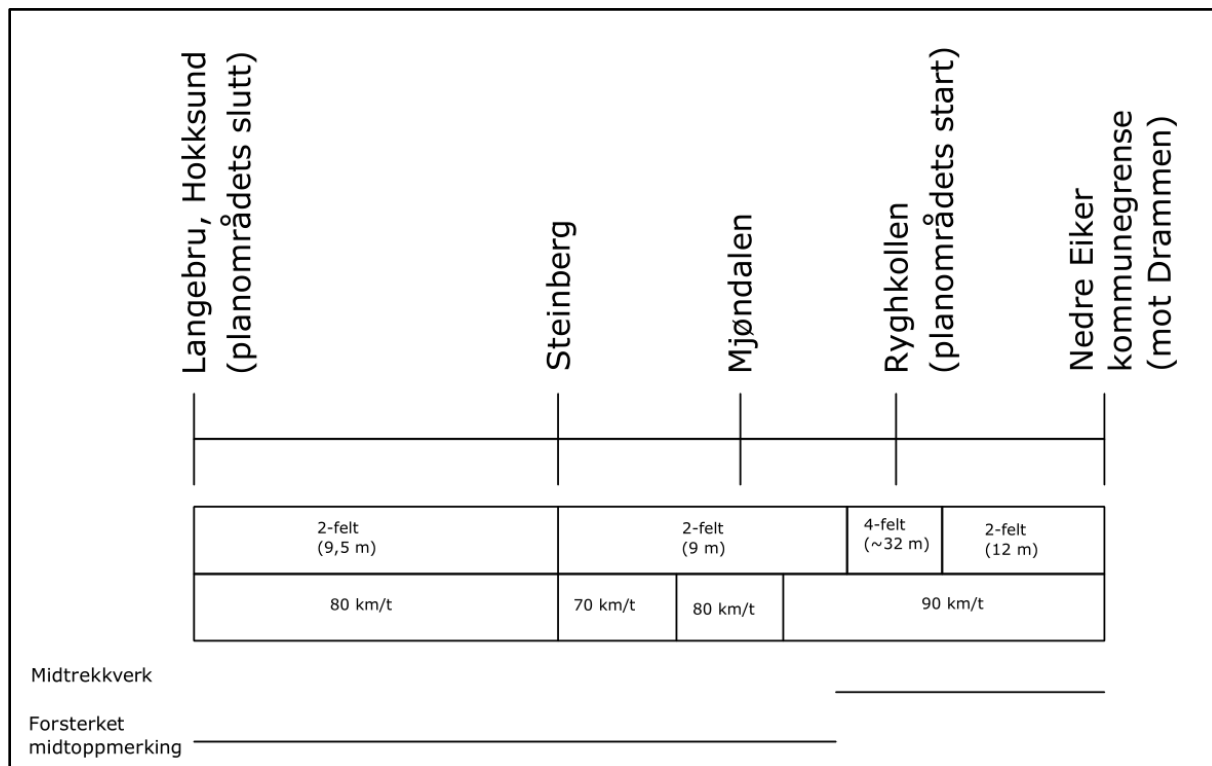 Langebru, Hokksund
(planområdets slutt)
Steinberg
Mjøndalen
Ryghkollen
(planområdets start)
Nedre Eiker
kommunegrense
(mot Drammen)
2-felt
(9,5 m)
2-felt
(9 m)
4-felt
(~32 m)
2-felt
(12 m)
80 km/t
70 km/t
80 km/t
90 km/t
Midtrekkverk
Forsterket
midtoppmerking